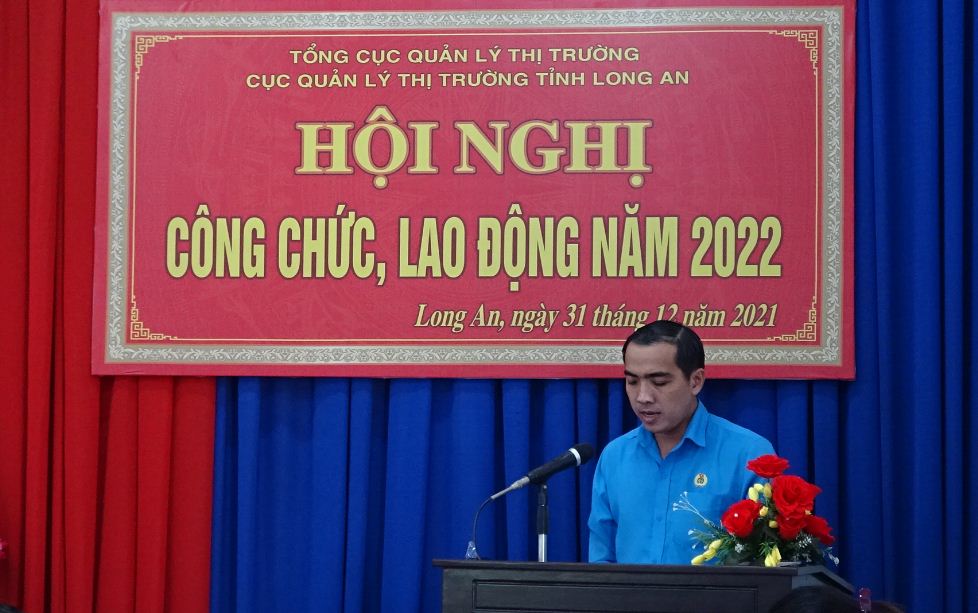 TỔNG CỤC QUẢN LÝ THỊ TRƯỜNG
CỤC QUẢN LÝ THỊ TRƯỜNG TỈNH LONG AN
HỘI NGHỊ
CÔNG CHỨC, LAO ĐỘNG NĂM 2022
Long An, ngày 31 tháng 12 năm 2021